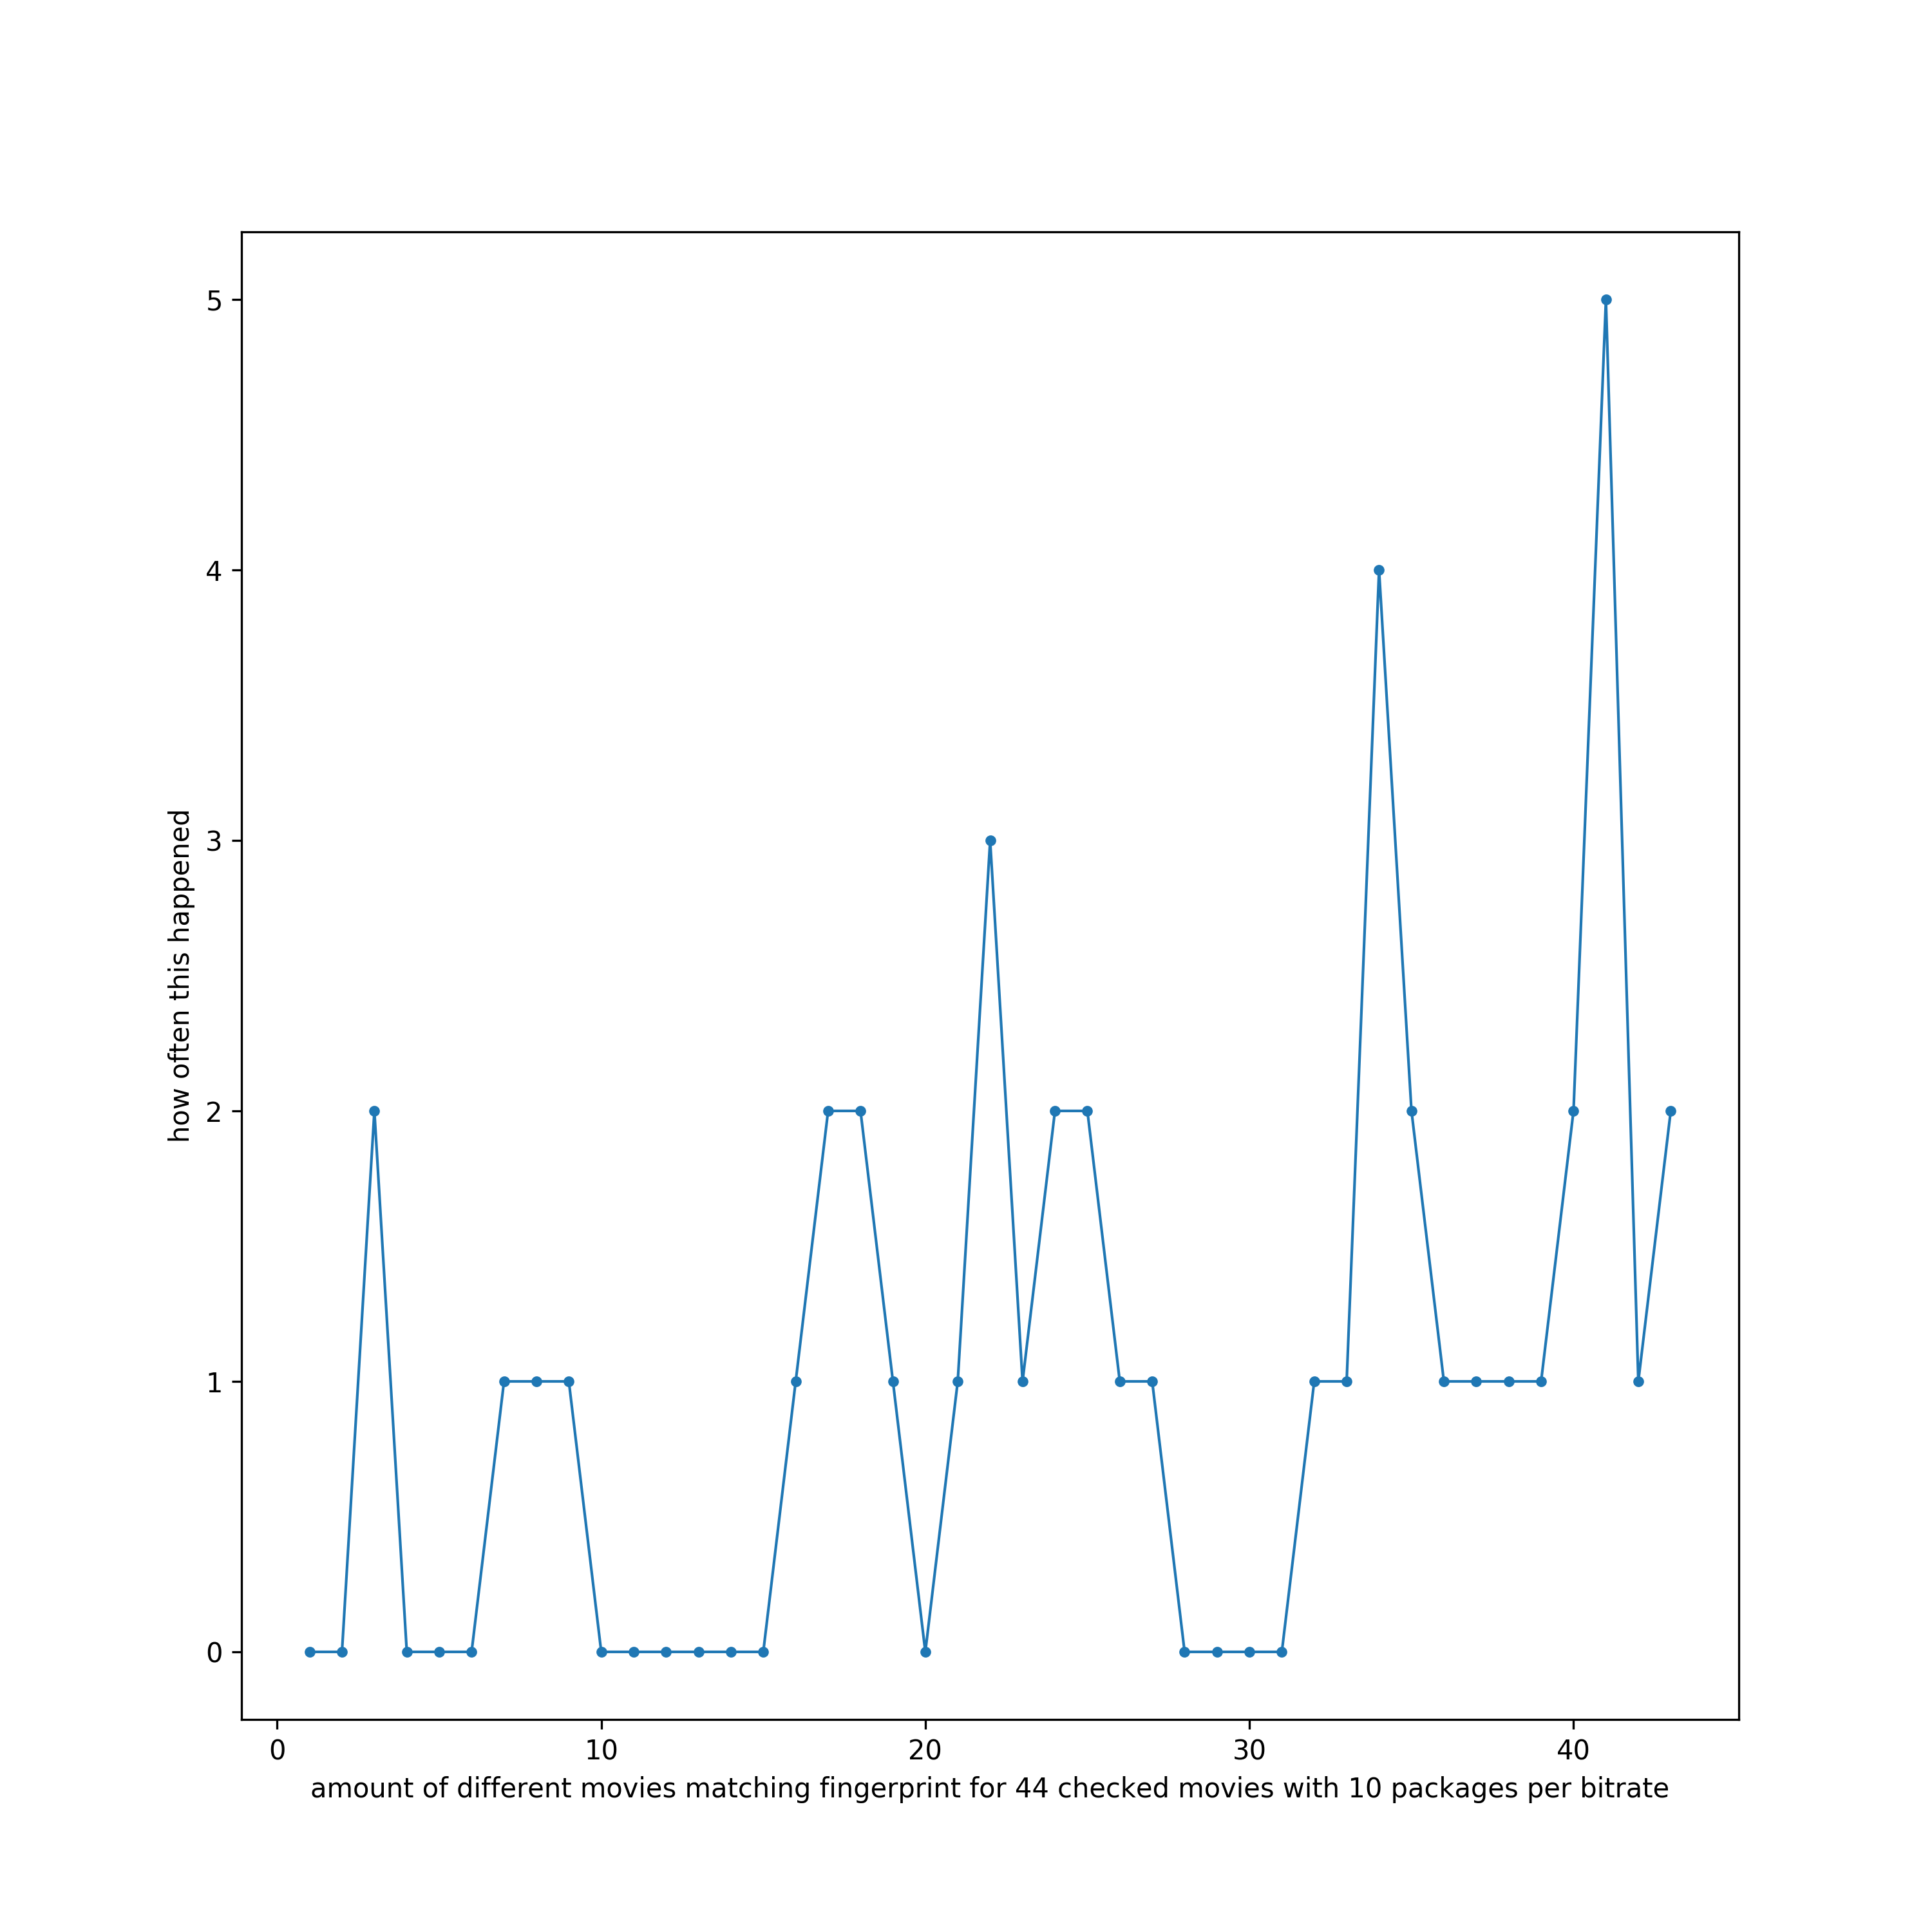 5
4
3
2
1
0
how often this happened
0 10 20 30 40
amount of different movies matching fingerprint for 44 checked movies with 10 packages per bitrate